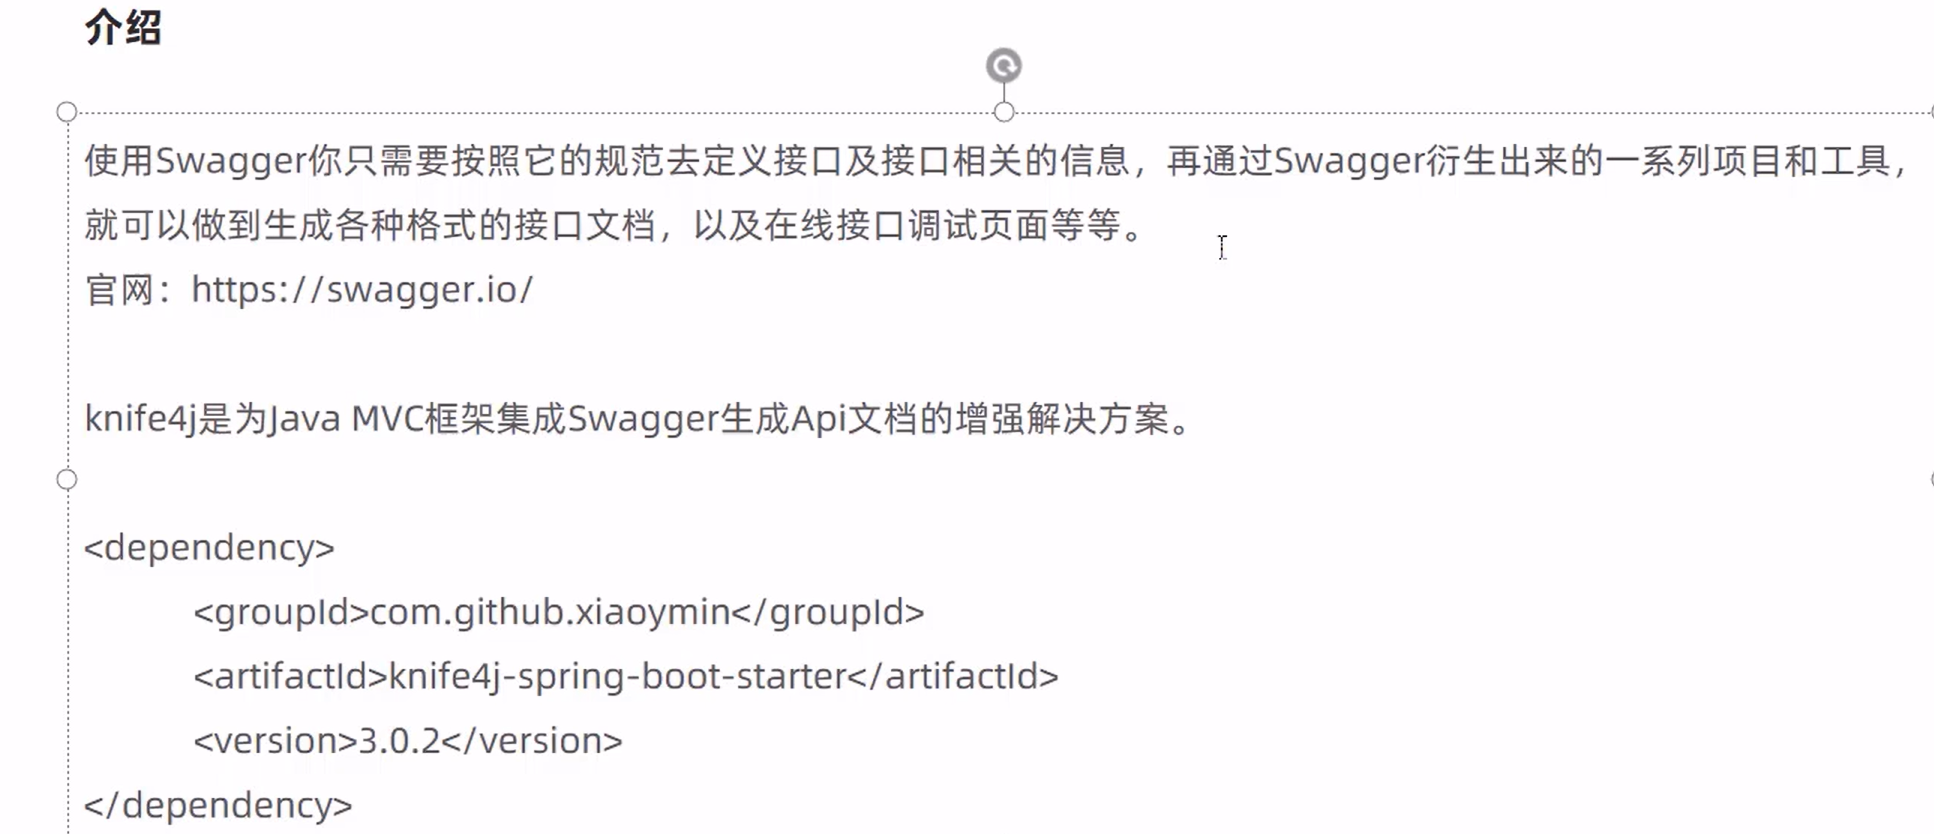 介绍
使用Swagger你只需要按照它的规范去定义接口及接口相关的信息，再通过Swagger衍生出来的一系列项目和工具，
就可以做到生成各种格式的接口文档，以及在线接口调试页面等等。
官网：https://swagger.io/
knife4j是为Java MVC框架集成Swagger生成Api文档的增强解决方案。
<dependency>
<groupId>com.github.xiaoymin</groupId>
<artifactId>knife4j-spring-boot-starter</artifactId>
<version>3.0.2</version>
</dependency>